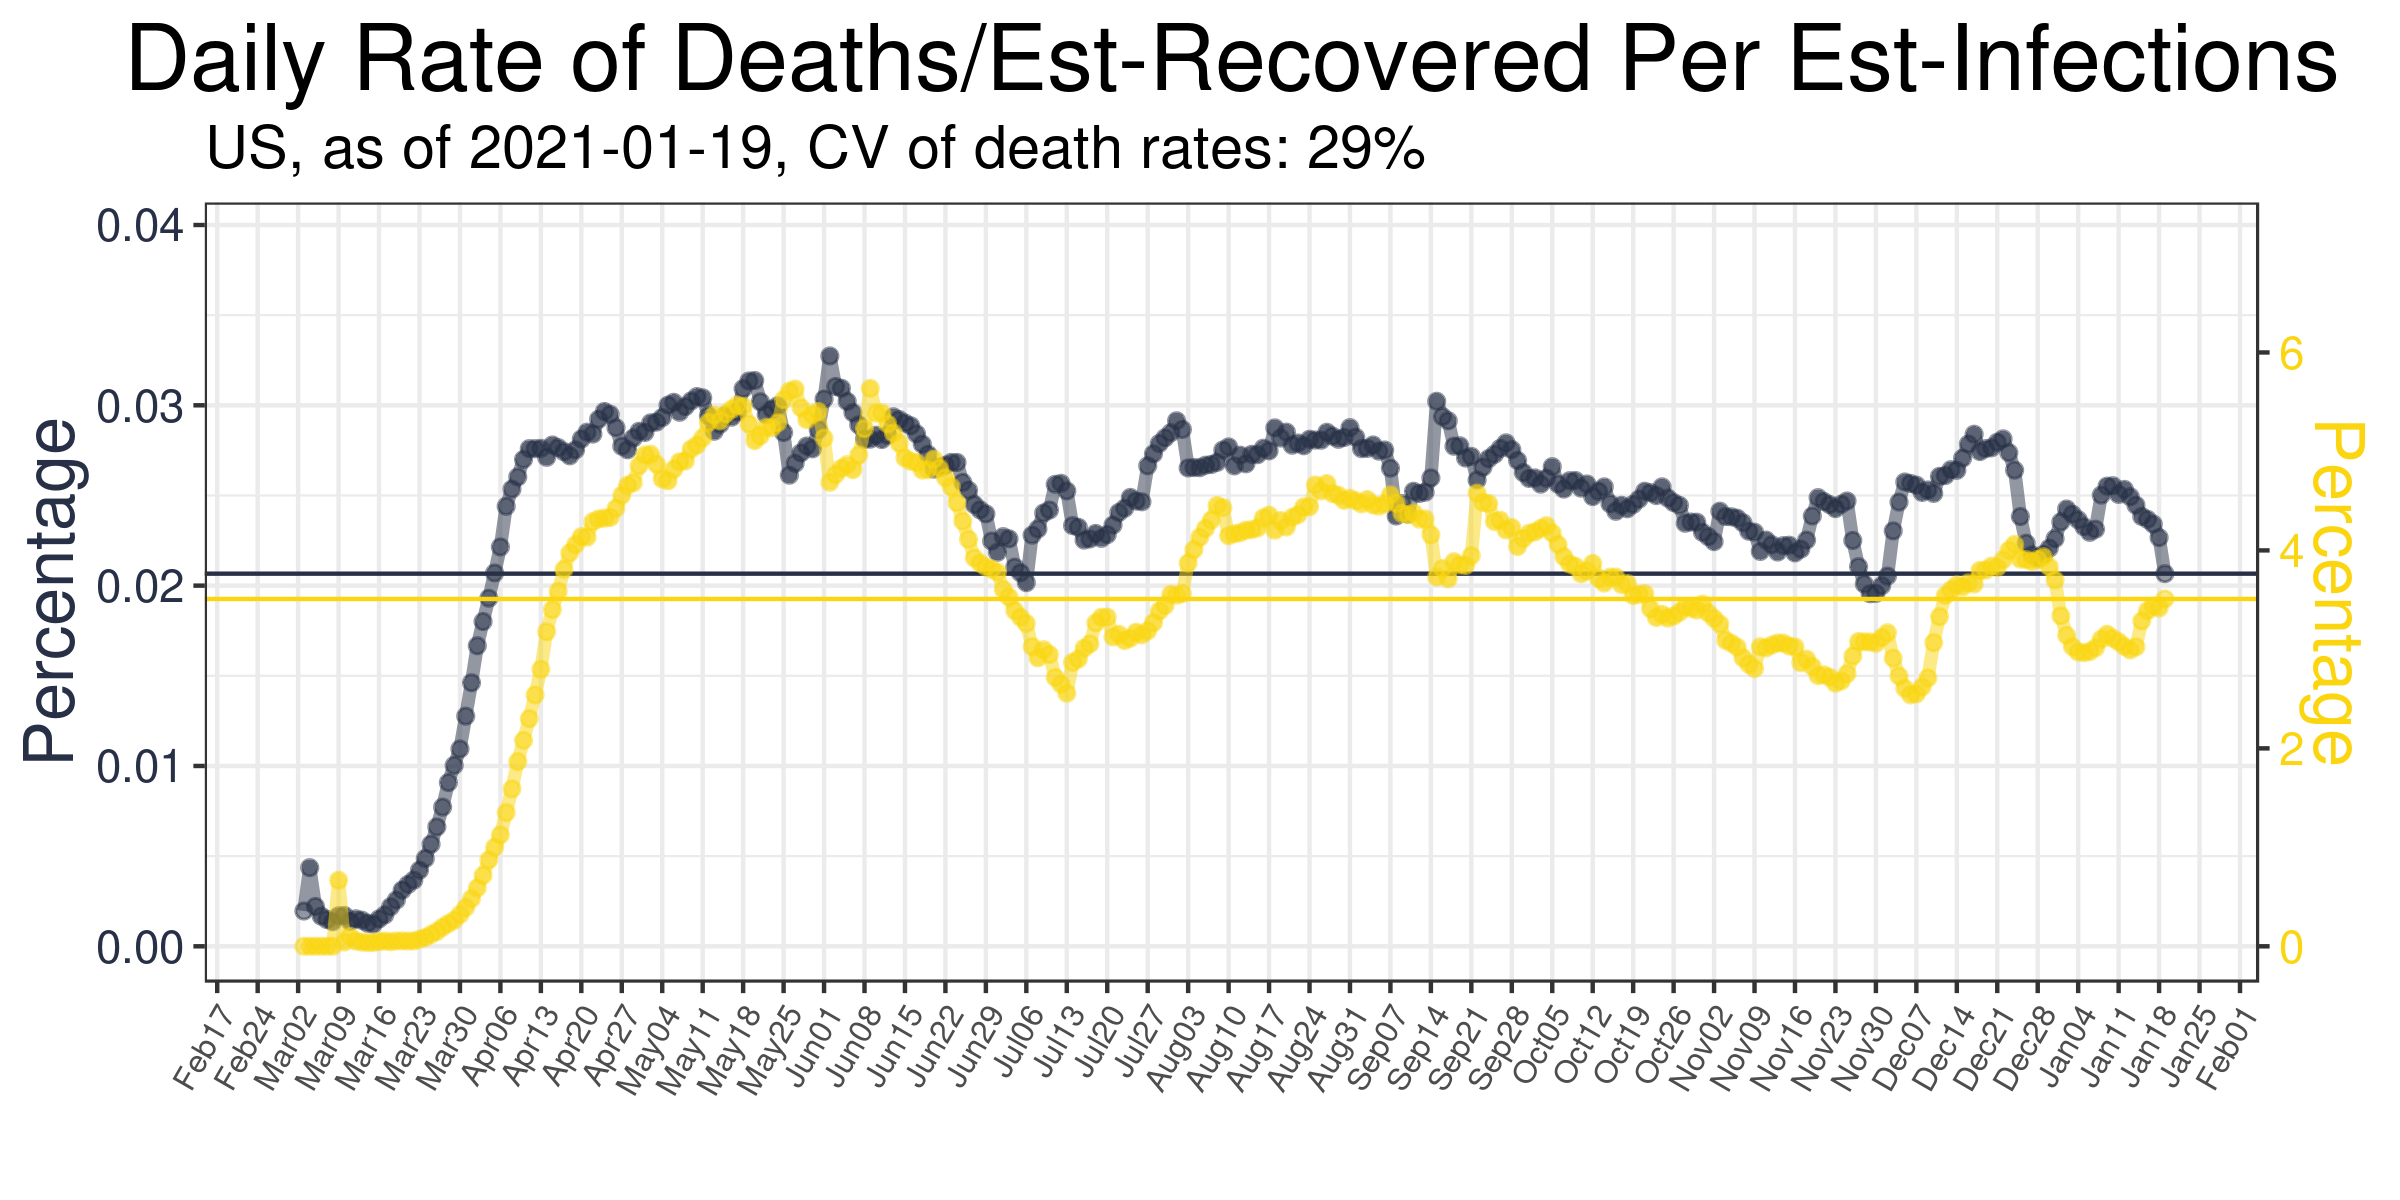 Daily Rate of Deaths/Est-Recovered Per Est-Infections
US, as of 2021-01-19, CV of death rates: 29%
Percentage
0.04
0.03
0.02
0.01
0.00
6
4
2
0
Percentage
Feb17
Feb24
Mar02
Mar09
Mar16
Mar23
Mar30
Apr06
Apr13
Apr20
Apr27
May04
May11
May18
May25
Jun01
Jun08
Jun15
Jun22
Jun29
Jul06
Jul13
Jul20
Jul27
Aug03
Aug10
Aug17
Aug24
Aug31
Sep07
Sep14
Sep21
Sep28
Oct05
Oct12
Oct19
Oct26
Nov02
Nov09
Nov16
Nov23
Nov30
Dec07
Dec14
Dec21
Dec28
Jan04
Jan11
Jan18
Jan25
Feb01